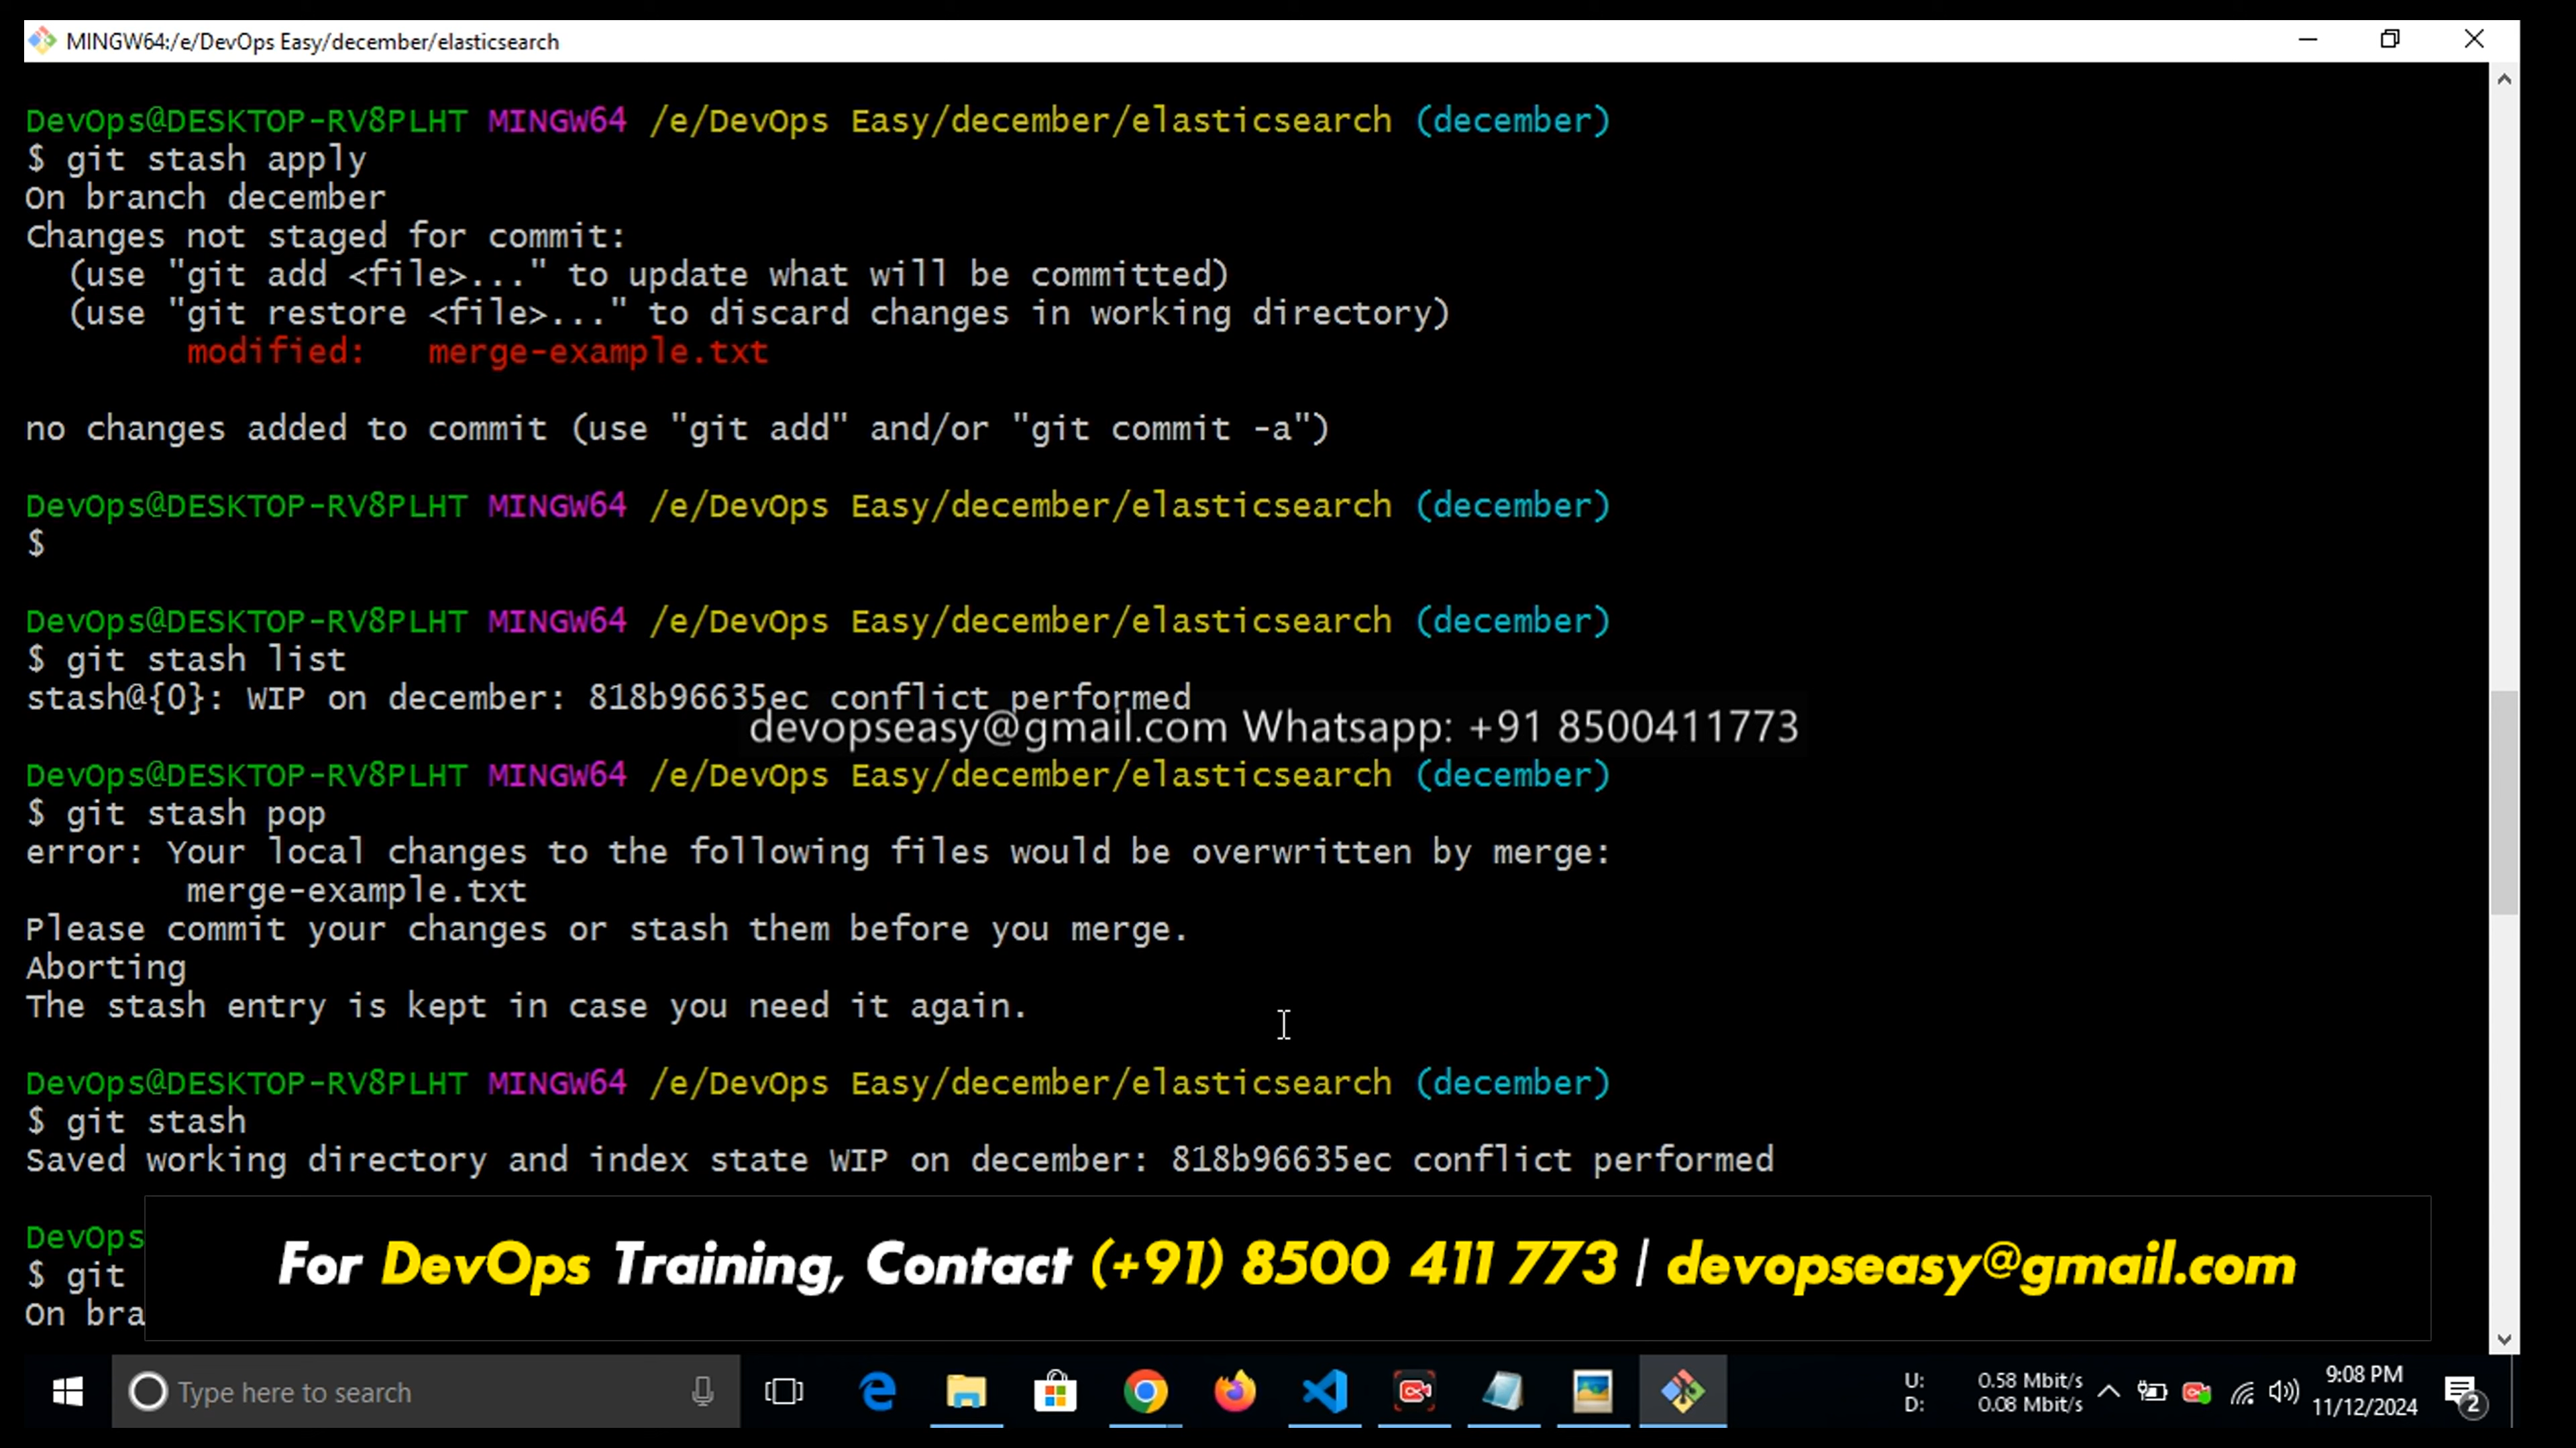 MINGW64:/e/DevOps Easy/december/elasticsearch
DevOps@DESKTOP-RV8PLHT MINGW64 /e/DevOps Easy/december/elasticsearch (december)
$ git stash apply
On branch december
Changes not staged for commit:
  (use "git add <file>..." to update what will be committed)
  (use "git restore <file>..." to discard changes in working directory)
        modified:   merge-example.txt
no changes added to commit (use "git add" and/or "git commit -a")
DevOps@DESKTOP-RV8PLHT MINGW64 /e/DevOps Easy/december/elasticsearch (december)
$
DevOps@DESKTOP-RV8PLHT MINGW64 /e/DevOps Easy/december/elasticsearch (december)
$ git stash list
stash@{0}: WIP on december: 818b96635ec conflict performed
devopseasy@gmail.com Whatsapp: +91 8500411773
DevOps@DESKTOP-RV8PLHT MINGW64 /e/DevOps Easy/december/elasticsearch (december)
$ git stash pop
error: Your local changes to the following files would be overwritten by merge:
        merge-example.txt
Please commit your changes or stash them before you merge.
Aborting
The stash entry is kept in case you need it again.
DevOps@DESKTOP-RV8PLHT MINGW64 /e/DevOps Easy/december/elasticsearch (december)
$ git stash
Saved working directory and index state WIP on december: 818b96635ec conflict performed
DevOps
$ git
On bra
For DevOps Training, Contact (+91) 8500 411 773 | devopseasy@gmail.com
Type here to search
U: 0.58 Mbit/s
D: 0.08 Mbit/s
9:08 PM
11/12/2024
2